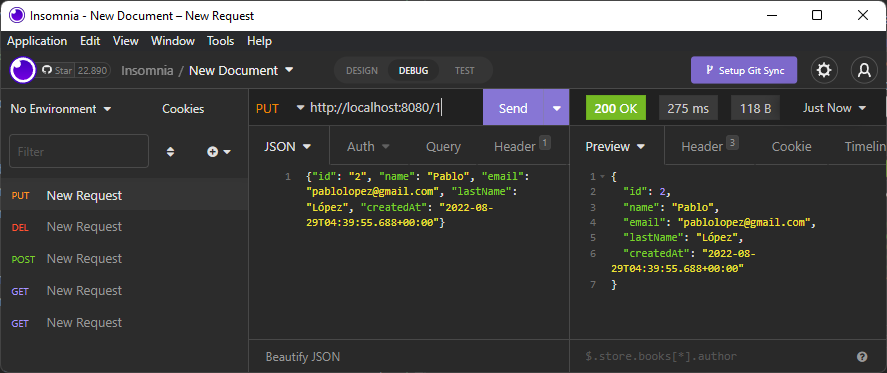 Insomnia - New Document – New Request
Application Edit View Window Tools Help
Star 22.890 Insomnia / New Document DESIGN DEBUG TEST Setup Git Sync
No Environment Cookies
PUT http://localhost:8080/1 Send
200 OK 275 ms 118 B Just Now
Filter
JSON Auth Query Header 1
Preview Header 3 Cookie Timelin
PUT New Request
DEL New Request
POST New Request
GET New Request
GET New Request
1 {"id": "2", "name": "Pablo", "email":
"pablolopez@gmail.com", "lastName":
"López", "createdAt": "2022-08-
29T04:39:55.688+00:00"}
1 {
2 "id": 2,
3 "name": "Pablo",
4 "email": "pablolopez@gmail.com",
5 "lastName": "López",
6 "createdAt": "2022-08-
29T04:39:55.688+00:00"
7 }
Beautify JSON
$.store.books[*].author